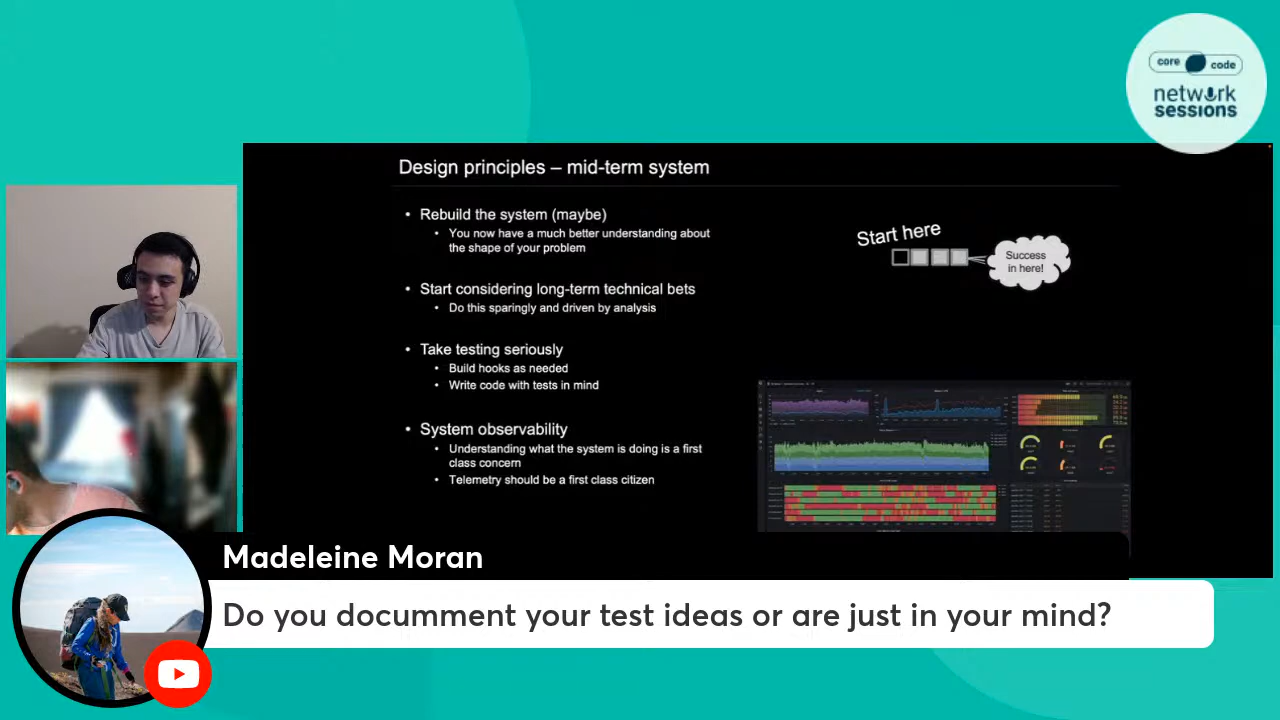 core code
network
sessions
Design principles – mid-term system
• Rebuild the system (maybe)
• You now have a much better understanding about
the shape of your problem
• Start considering long-term technical bets
• Do this sparingly and driven by analysis
• Take testing seriously
• Build hooks as needed
• Write code with tests in mind
• System observability
• Understanding what the system is doing is a first
class concern
• Telemetry should be a first class citizen
Start here
Success
in here!
Madeleine Moran
Do you documment your test ideas or are just in your mind?